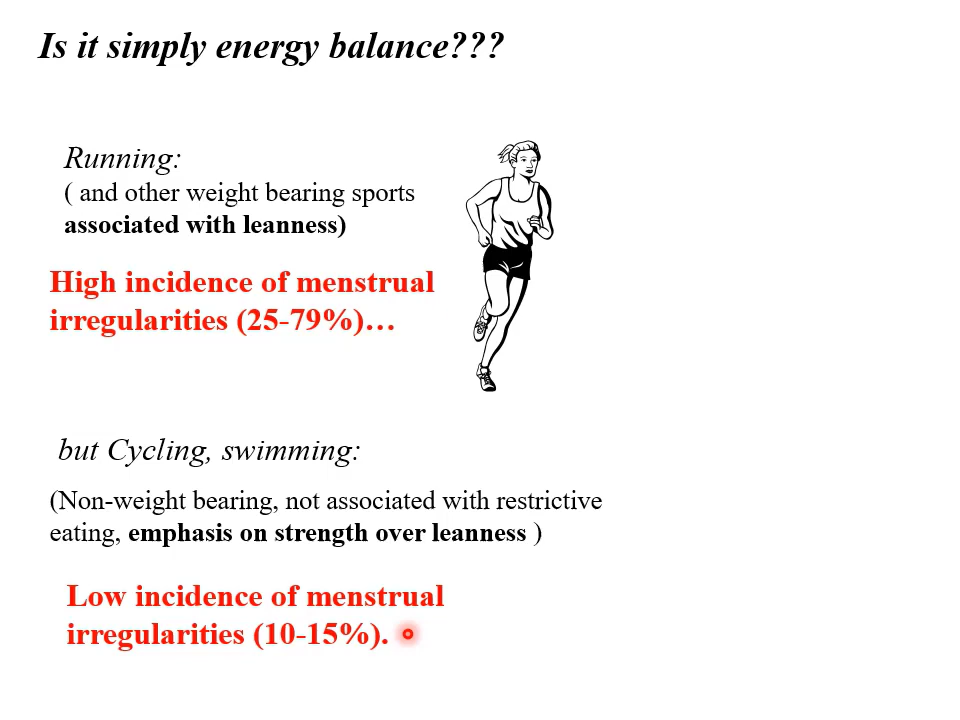 Is it simply energy balance???
Running:
( and other weight bearing sports
associated with leanness)
High incidence of menstrual
irregularities (25-79%)…
but Cycling, swimming:
(Non-weight bearing, not associated with restrictive
eating, emphasis on strength over leanness )
Low incidence of menstrual
irregularities (10-15%).